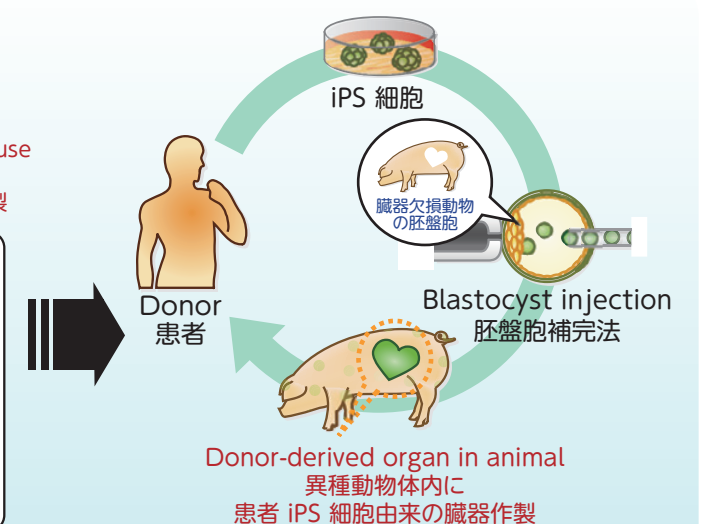 iPS 細胞
use
製
臓器欠損動物
の胚盤胞
Donor
患者
Blastocyst injection
胚盤胞補完法
Donor-derived organ in animal
異種動物体内に
患者 iPS 細胞由来の臓器作製